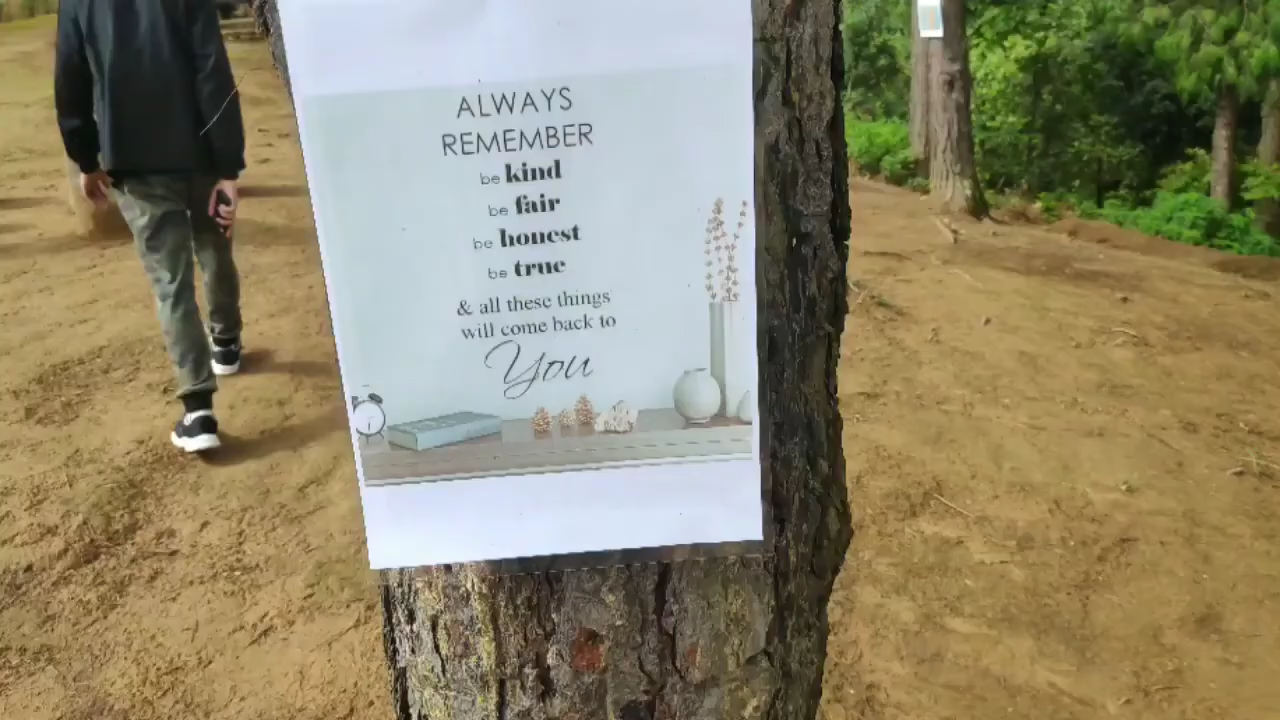 ALWAYS
REMEMBER
be kind
be fair
be honest
be true
& all these things
will come back to
You